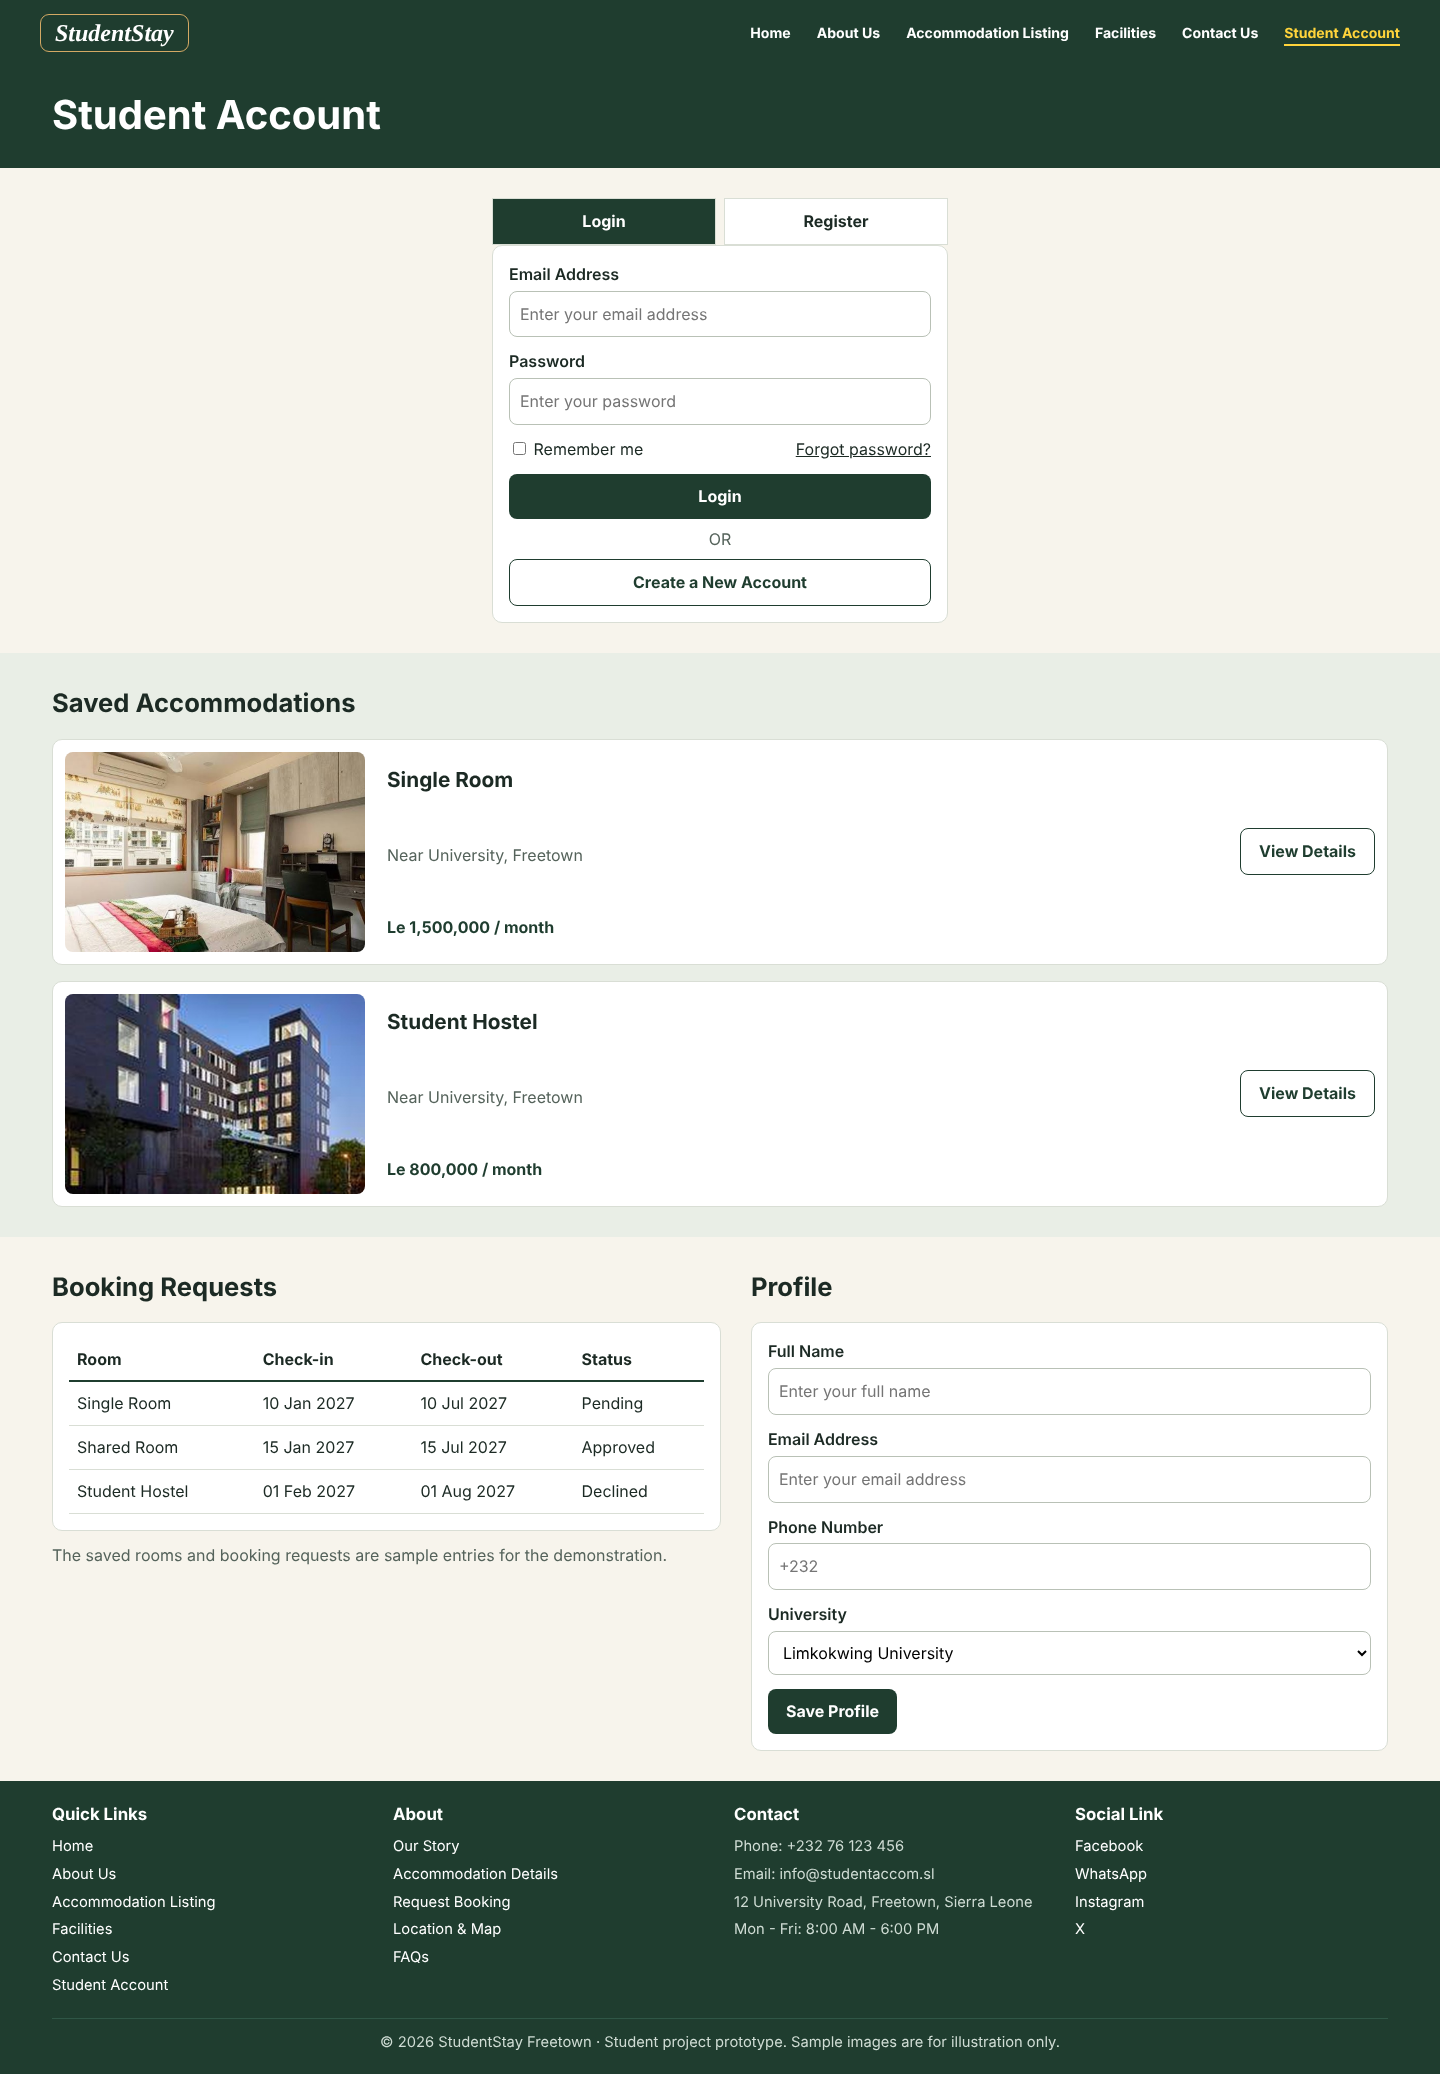 StudentStay
Home About Us Accommodation Listing Facilities Contact Us Student Account
Student Account
Login Register
Email Address
Enter your email address
Password
Enter your password
Remember me Forgot password?
Login
OR
Create a New Account
Saved Accommodations
Single Room
Near University, Freetown
View Details
Le 1,500,000 / month
Student Hostel
Near University, Freetown
View Details
Le 800,000 / month
Booking Requests
Room Check-in Check-out Status
Single Room 10 Jan 2027 10 Jul 2027 Pending
Shared Room 15 Jan 2027 15 Jul 2027 Approved
Student Hostel 01 Feb 2027 01 Aug 2027 Declined
The saved rooms and booking requests are sample entries for the demonstration.
Profile
Full Name
Enter your full name
Email Address
Enter your email address
Phone Number
+232
University
Limkokwing University
Save Profile
Quick Links
Home
About Us
Accommodation Listing
Facilities
Contact Us
Student Account
About
Our Story
Accommodation Details
Request Booking
Location & Map
FAQs
Contact
Phone: +232 76 123 456
Email: info@studentaccom.sl
12 University Road, Freetown, Sierra Leone
Mon - Fri: 8:00 AM - 6:00 PM
Social Link
Facebook
WhatsApp
Instagram
X
© 2026 StudentStay Freetown · Student project prototype. Sample images are for illustration only.